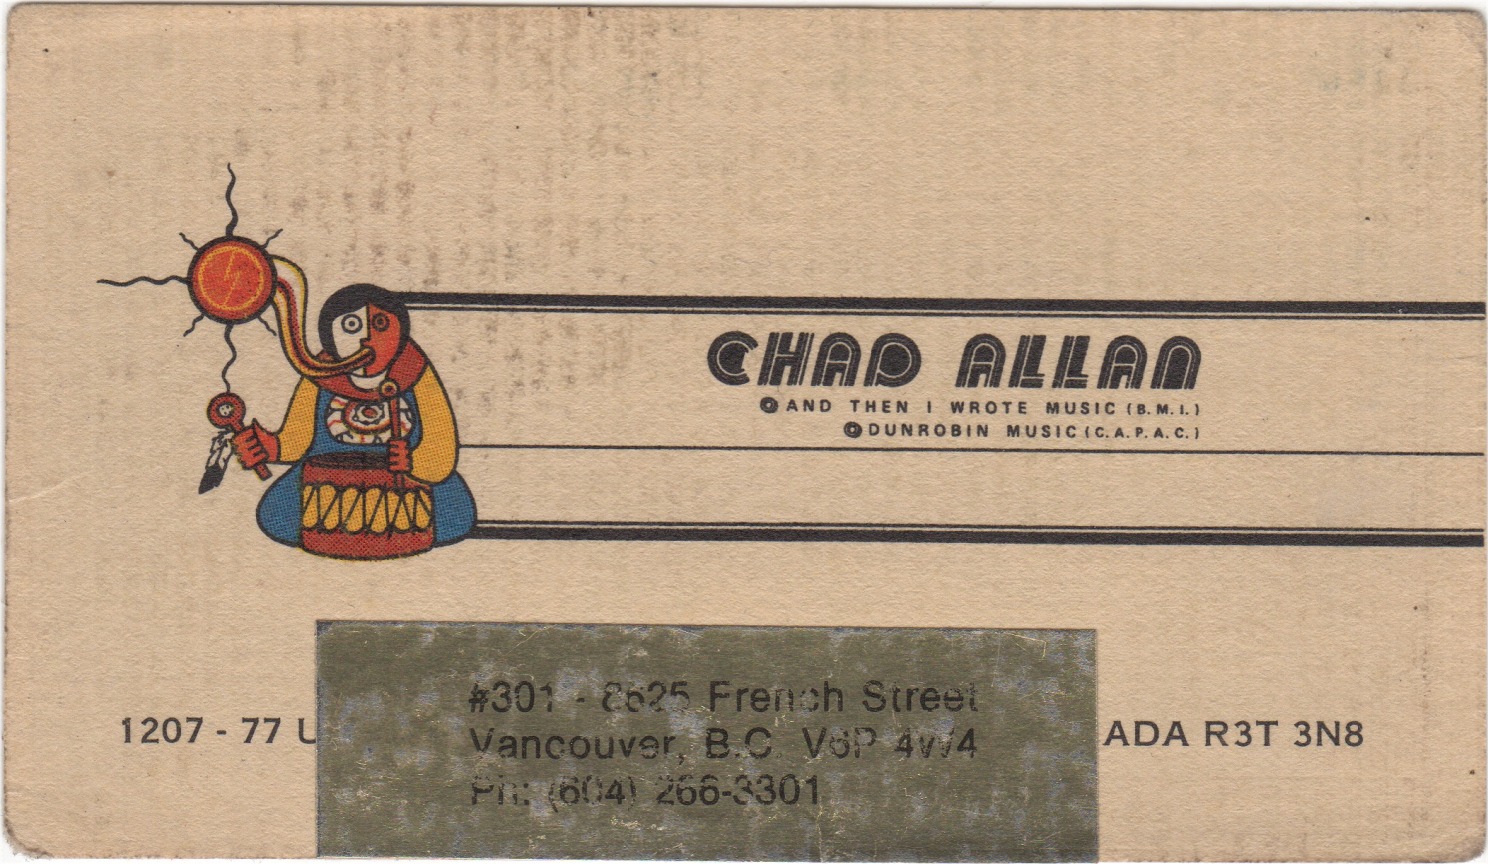 CHAD ALLAN
AND THEN I WROTE MUSIC (B.M.I.)
DUNROBIN MUSIC (C.A.P.A.C.)
#301 - 8625 French Street
Vancouver, B.C. V6P 4W4
Ph: (604) 266-3301
1207 - 77 U
ADA R3T 3N8